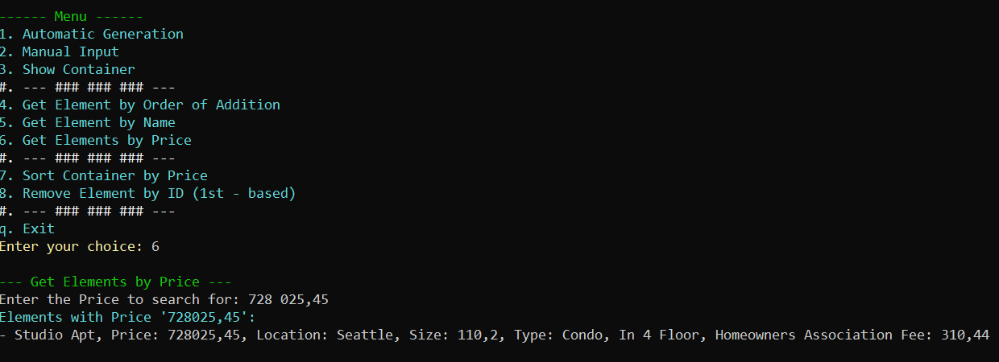 ------ Menu ------
1. Automatic Generation
2. Manual Input
3. Show Container
#. --- ### ### ### ---
4. Get Element by Order of Addition
5. Get Element by Name
6. Get Elements by Price
#. --- ### ### ### ---
7. Sort Container by Price
8. Remove Element by ID (1st - based)
#. --- ### ### ### ---
q. Exit
Enter your choice: 6
--- Get Elements by Price ---
Enter the Price to search for: 728 025,45
Elements with Price '728025,45':
- Studio Apt, Price: 728025,45, Location: Seattle, Size: 110,2, Type: Condo, In 4 Floor, Homeowners Association Fee: 310,44